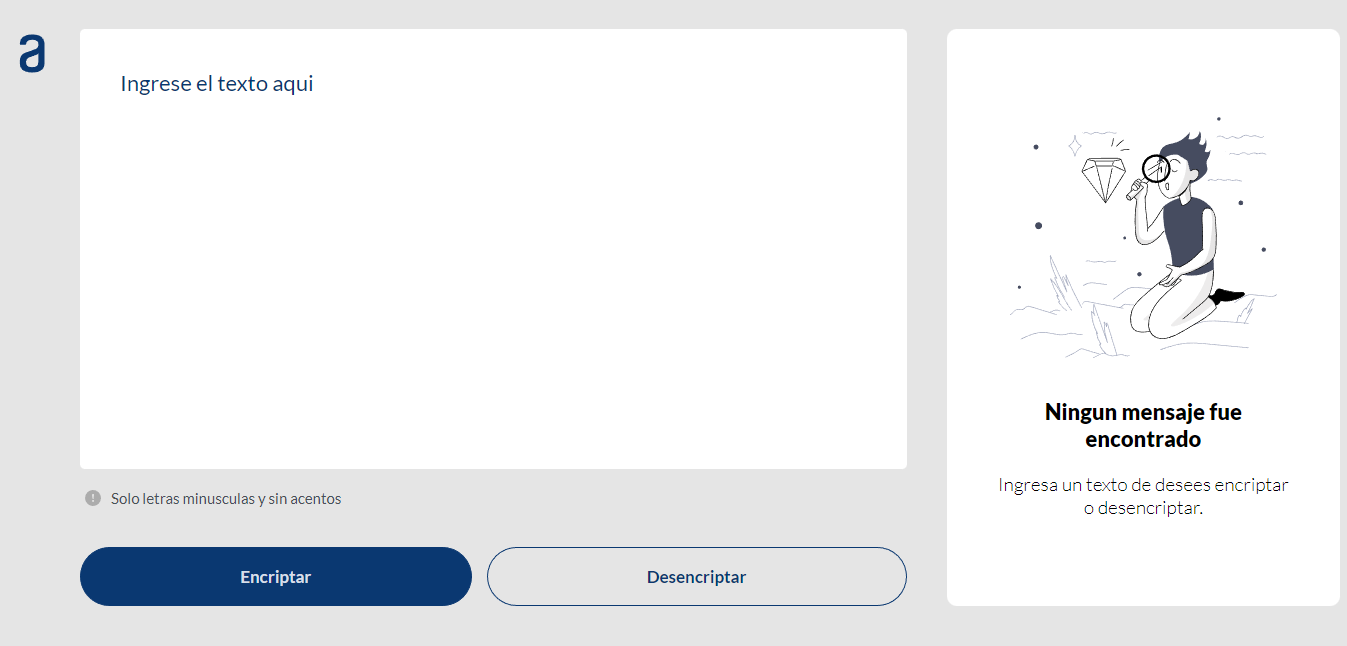 a
Ingrese el texto aqui
Solo letras minusculas y sin acentos
Encriptar
Desencriptar
Ningun mensaje fue
encontrado
Ingresa un texto de desees encriptar
o desencriptar.